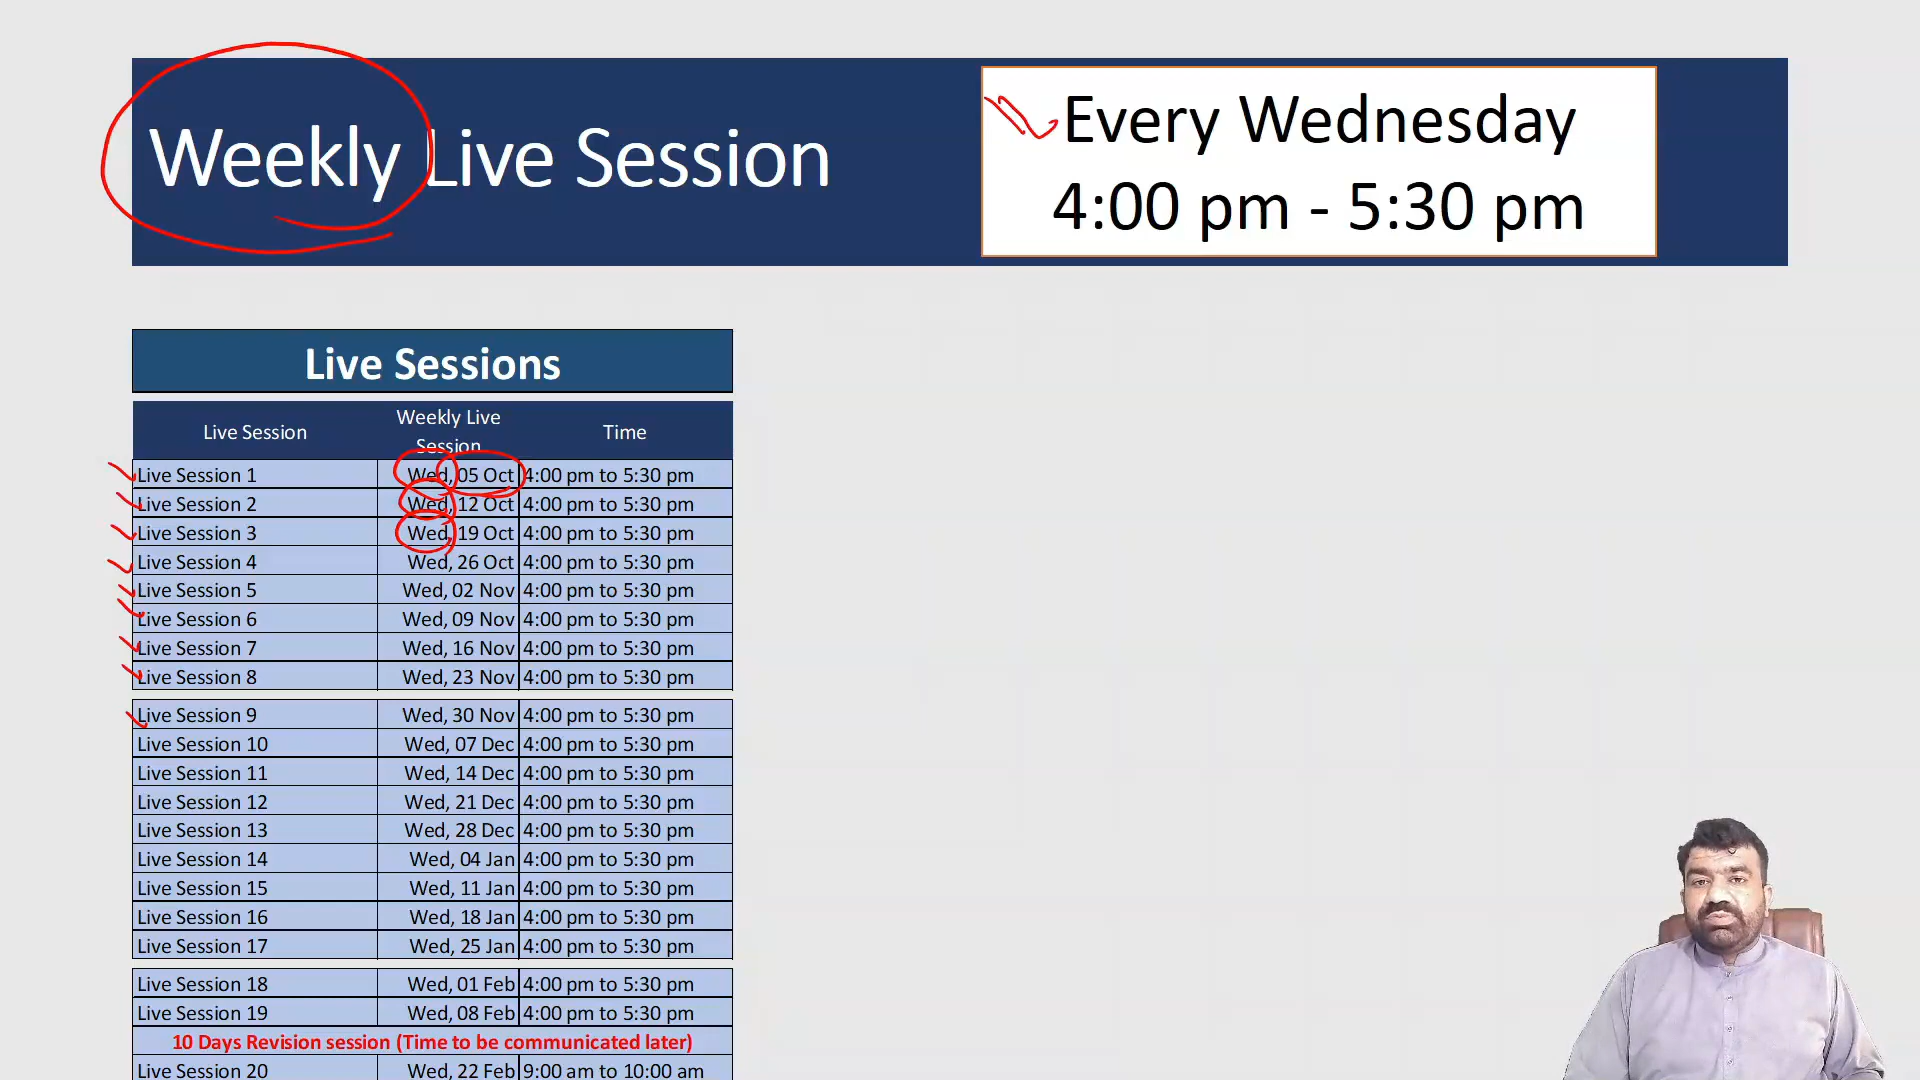 Weekly Live Session
Every Wednesday
4:00 pm - 5:30 pm
Live Sessions
Live Session Weekly Live Session Time
Live Session 1 Wed, 05 Oct 4:00 pm to 5:30 pm
Live Session 2 Wed, 12 Oct 4:00 pm to 5:30 pm
Live Session 3 Wed, 19 Oct 4:00 pm to 5:30 pm
Live Session 4 Wed, 26 Oct 4:00 pm to 5:30 pm
Live Session 5 Wed, 02 Nov 4:00 pm to 5:30 pm
Live Session 6 Wed, 09 Nov 4:00 pm to 5:30 pm
Live Session 7 Wed, 16 Nov 4:00 pm to 5:30 pm
Live Session 8 Wed, 23 Nov 4:00 pm to 5:30 pm
Live Session 9 Wed, 30 Nov 4:00 pm to 5:30 pm
Live Session 10 Wed, 07 Dec 4:00 pm to 5:30 pm
Live Session 11 Wed, 14 Dec 4:00 pm to 5:30 pm
Live Session 12 Wed, 21 Dec 4:00 pm to 5:30 pm
Live Session 13 Wed, 28 Dec 4:00 pm to 5:30 pm
Live Session 14 Wed, 04 Jan 4:00 pm to 5:30 pm
Live Session 15 Wed, 11 Jan 4:00 pm to 5:30 pm
Live Session 16 Wed, 18 Jan 4:00 pm to 5:30 pm
Live Session 17 Wed, 25 Jan 4:00 pm to 5:30 pm
Live Session 18 Wed, 01 Feb 4:00 pm to 5:30 pm
Live Session 19 Wed, 08 Feb 4:00 pm to 5:30 pm
10 Days Revision session (Time to be communicated later)
Live Session 20 Wed, 22 Feb 9:00 am to 10:00 am